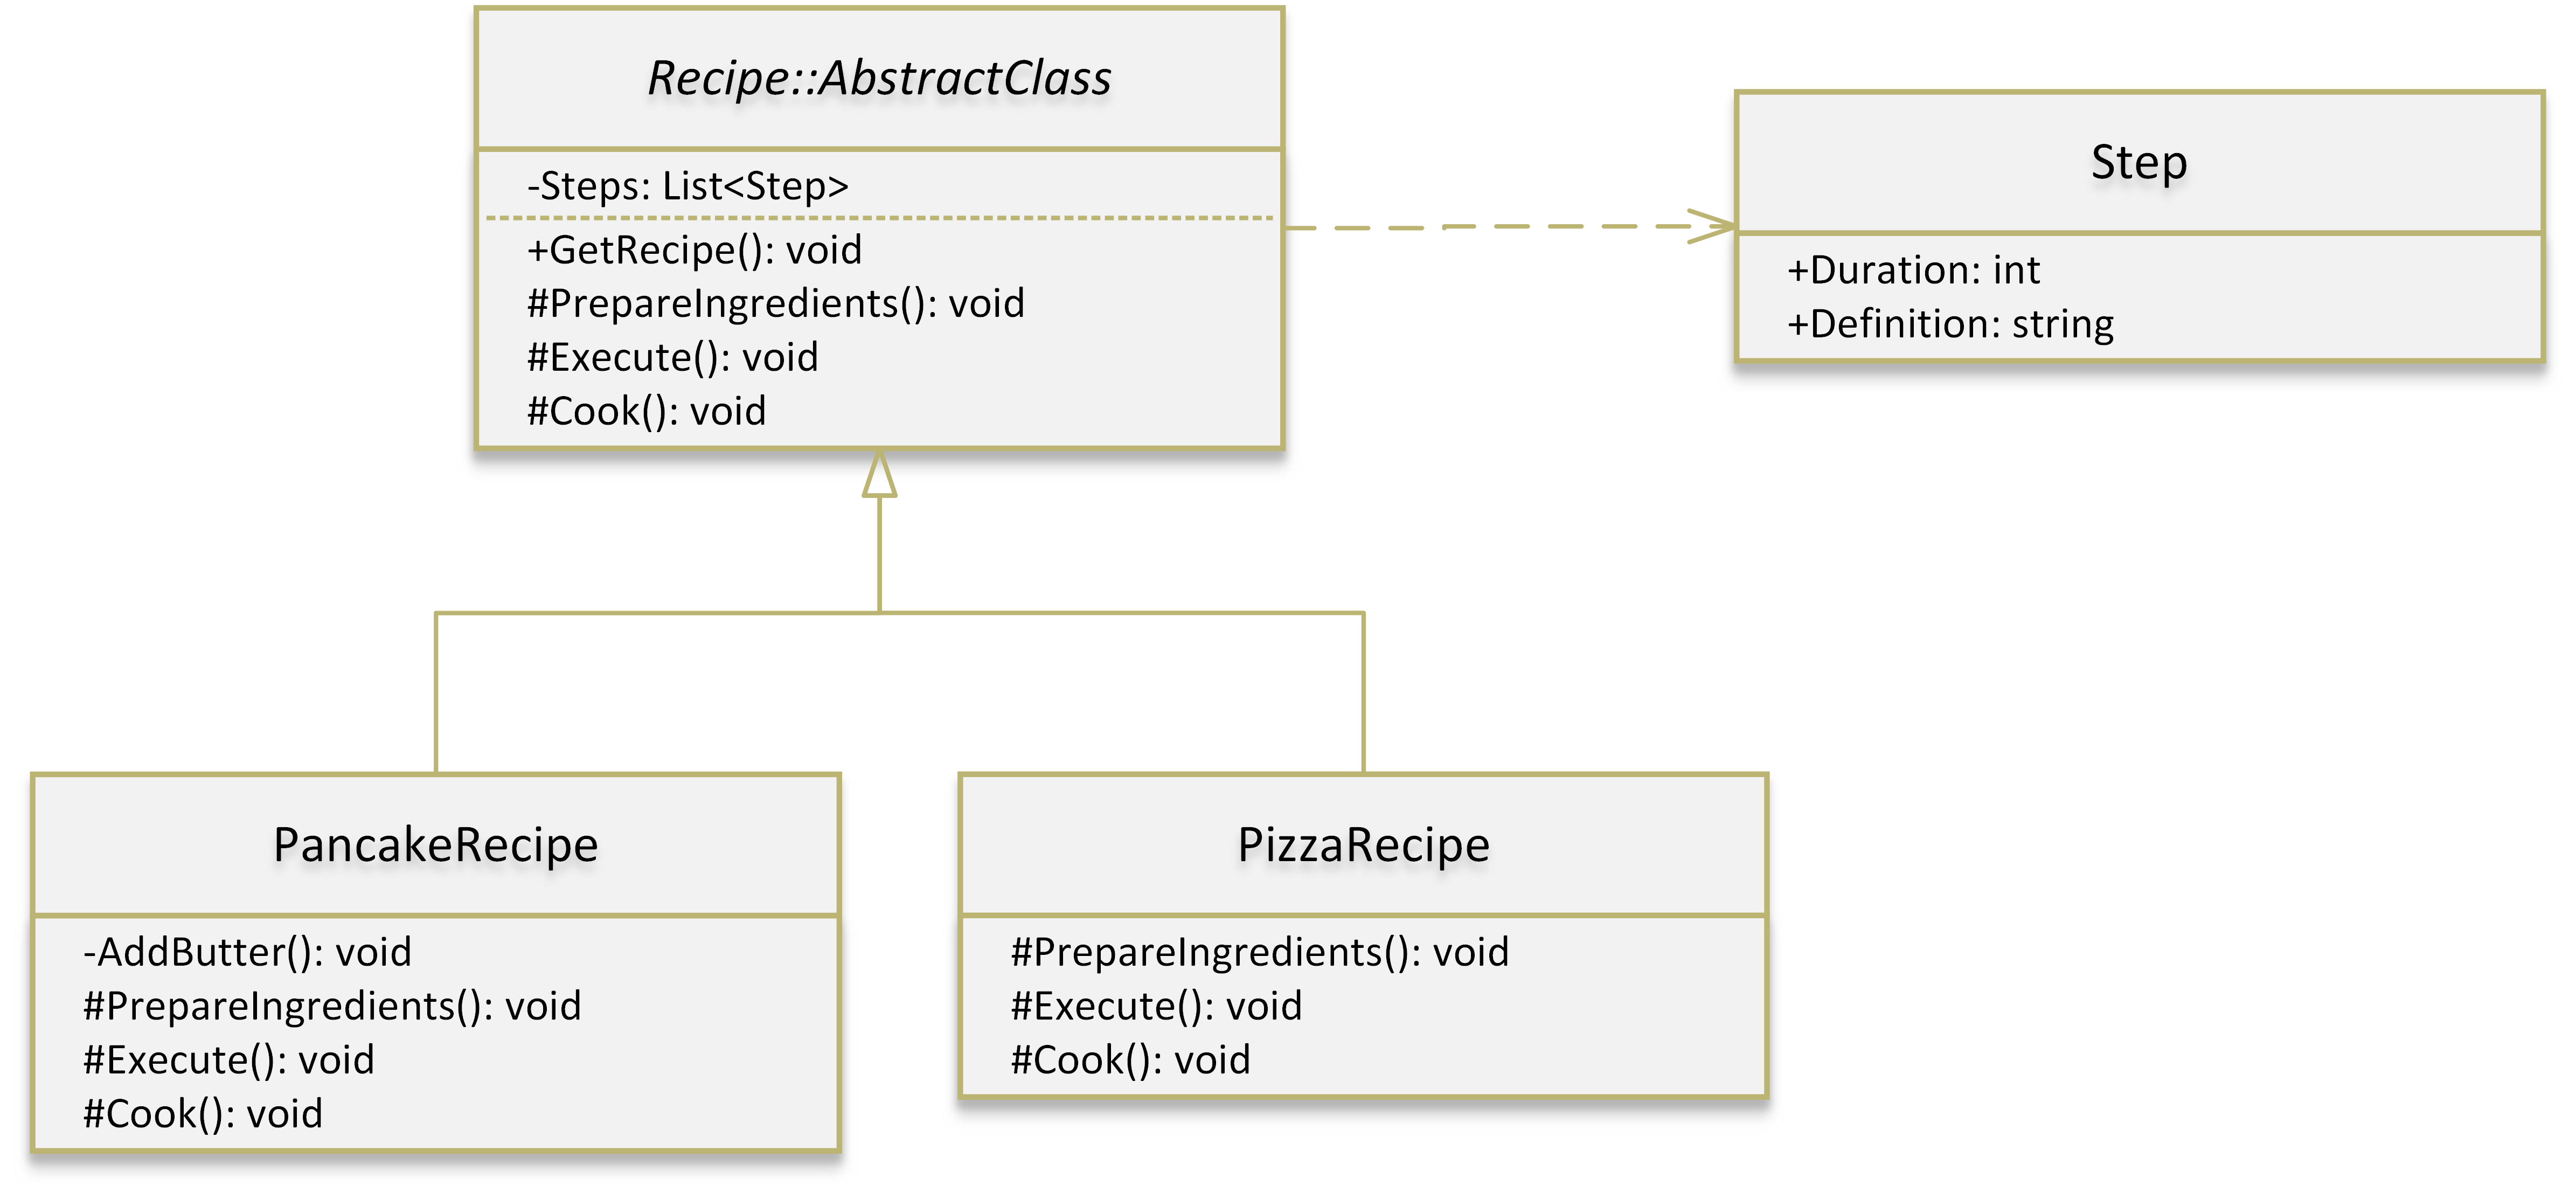 Recipe::AbstractClass
-Steps: List<Step>
+GetRecipe(): void
#PrepareIngredients(): void
#Execute(): void
#Cook(): void
Step
+Duration: int
+Definition: string
PancakeRecipe
-AddButter(): void
#PrepareIngredients(): void
#Execute(): void
#Cook(): void
PizzaRecipe
#PrepareIngredients(): void
#Execute(): void
#Cook(): void